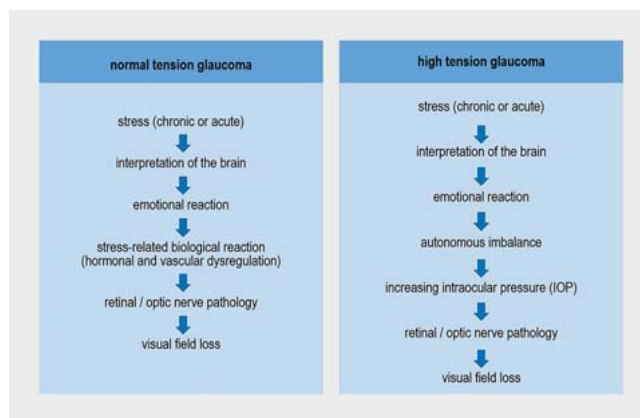 normal tension glaucoma
stress (chronic or acute)
interpretation of the brain
emotional reaction
stress-related biological reaction
(hormonal and vascular dysregulation)
retinal / optic nerve pathology
visual field loss
high tension glaucoma
stress (chronic or acute)
interpretation of the brain
emotional reaction
autonomous imbalance
increasing intraocular pressure (IOP)
retinal / optic nerve pathology
visual field loss